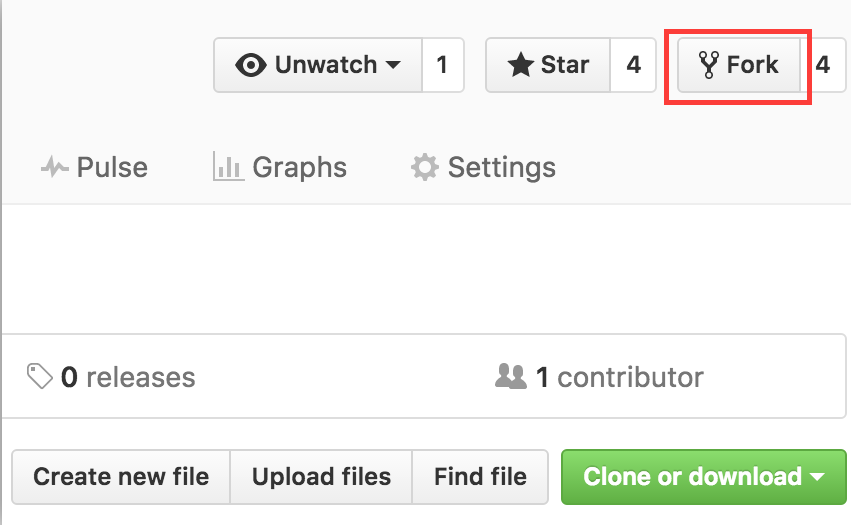 Unwatch 1 Star 4 Fork 4
Pulse Graphs Settings
0 releases 1 contributor
Create new file Upload files Find file Clone or download